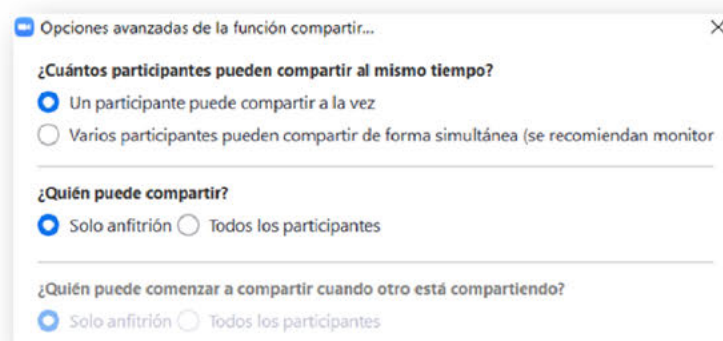 Opciones avanzadas de la función compartir...
¿Cuántos participantes pueden compartir al mismo tiempo?
Un participante puede compartir a la vez
Varios participantes pueden compartir de forma simultánea (se recomiendan monitor
¿Quién puede compartir?
Solo anfitrión Todos los participantes
¿Quién puede comenzar a compartir cuando otro está compartiendo?
Solo anfitrión Todos los participantes